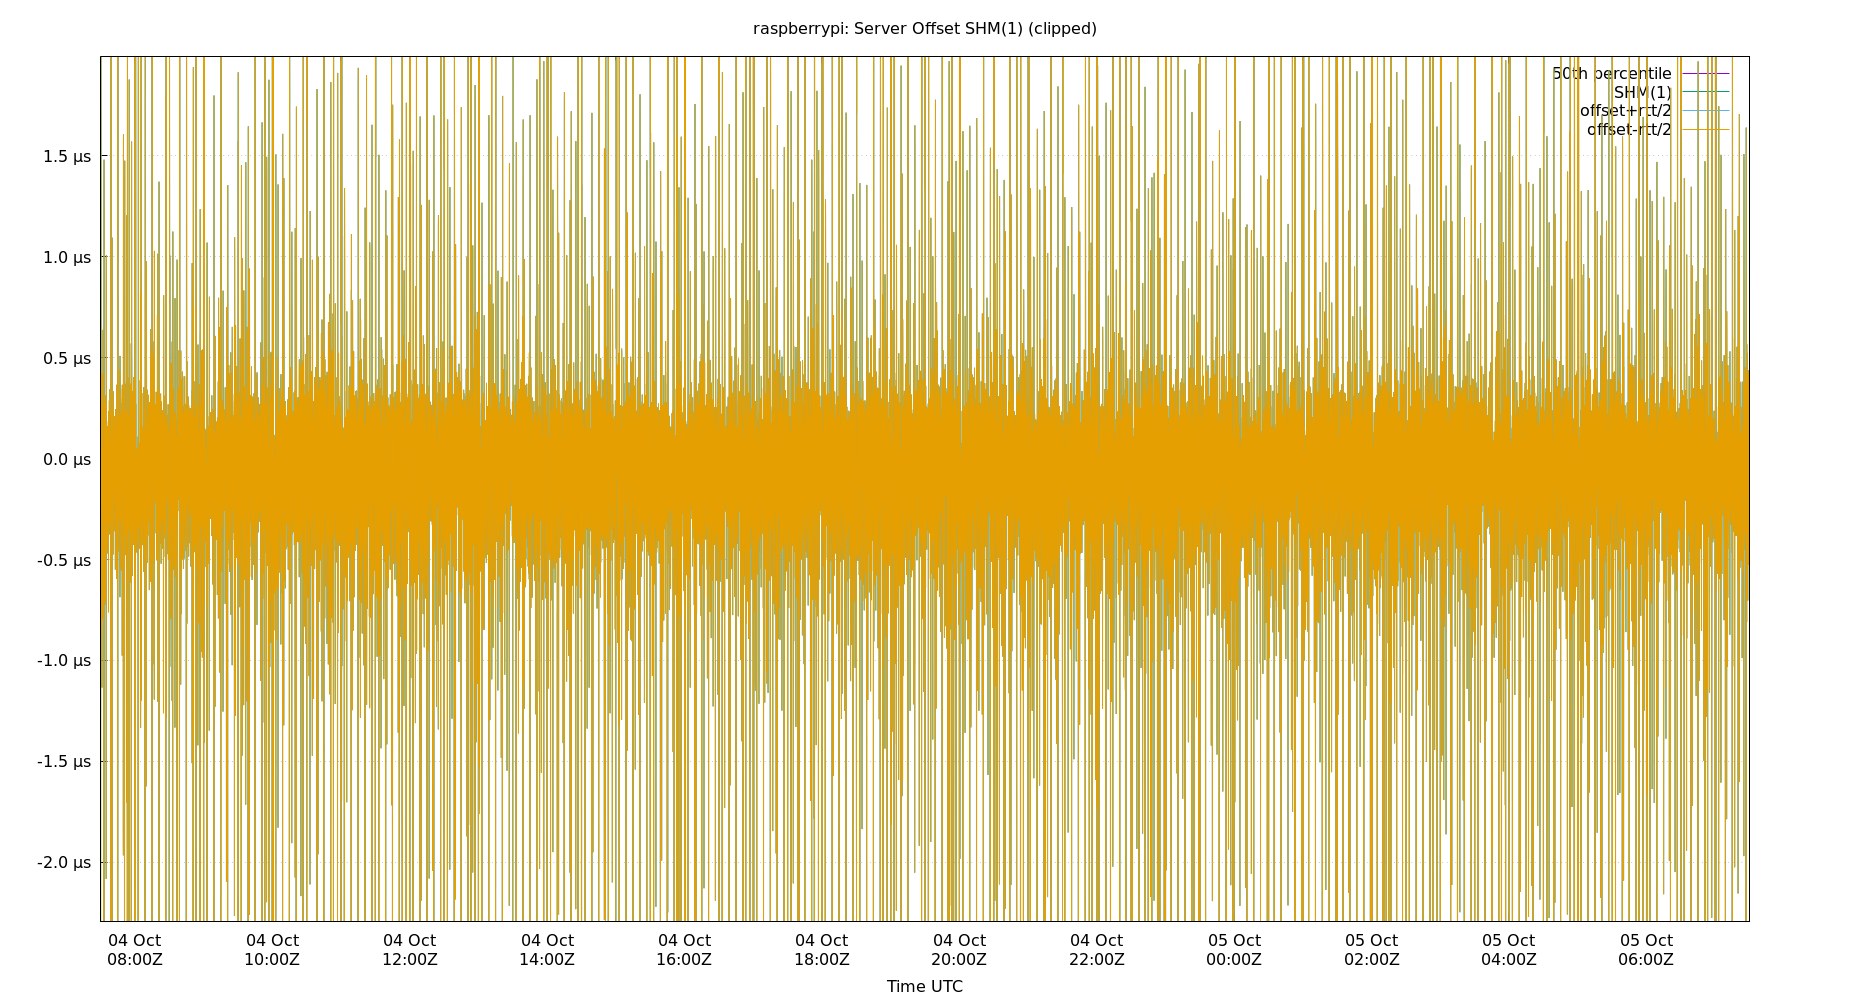 raspberrypi: Server Offset SHM(1) (clipped)
50th percentile
SHM(1)
offset+rtt/2
offset-rtt/2
1.5 µs
1.0 µs
0.5 µs
0.0 µs
-0.5 µs
-1.0 µs
-1.5 µs
-2.0 µs
04 Oct 04 Oct 04 Oct 04 Oct 04 Oct 04 Oct 04 Oct 04 Oct 05 Oct 05 Oct 05 Oct 05 Oct
08:00Z 10:00Z 12:00Z 14:00Z 16:00Z 18:00Z 20:00Z 22:00Z 00:00Z 02:00Z 04:00Z 06:00Z
Time UTC